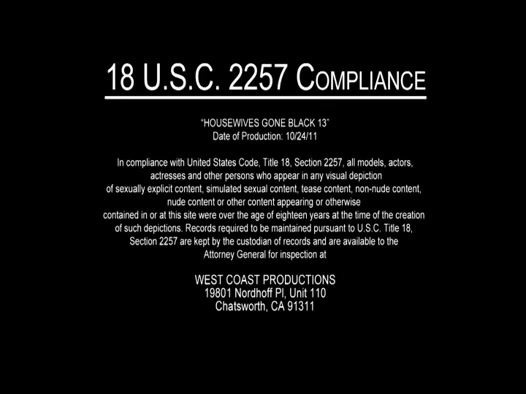 18 U.S.C. 2257 COMPLIANCE
"HOUSEWIVES GONE BLACK 13"
Date of Production: 10/24/11
In compliance with United States Code, Title 18, Section 2257, all models, actors,
actresses and other persons who appear in any visual depiction
of sexually explicit content, simulated sexual content, tease content, non-nude content,
nude content or other content appearing or otherwise
contained in or at this site were over the age of eighteen years at the time of the creation
of such depictions. Records required to be maintained pursuant to U.S.C. Title 18,
Section 2257 are kept by the custodian of records and are available to the
Attorney General for inspection at
WEST COAST PRODUCTIONS
19801 Nordhoff Pl, Unit 110
Chatsworth, CA 91311